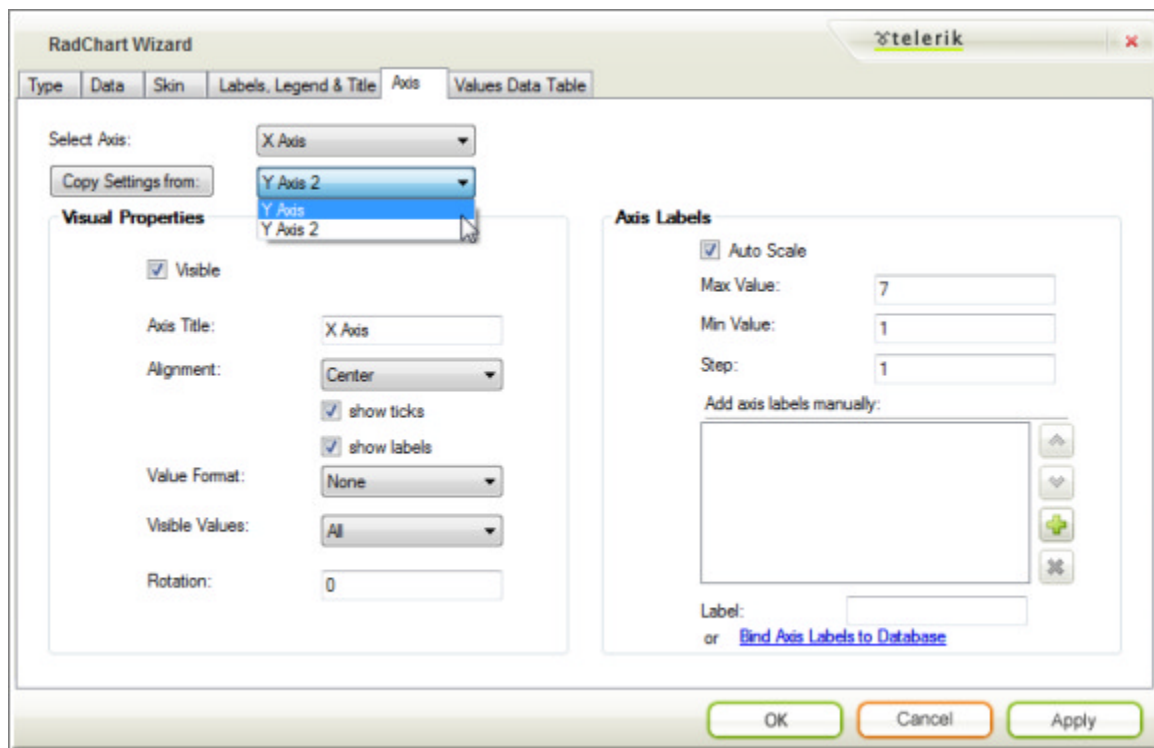 RadChart Wizard
telerik
Type Data Skin Labels, Legend & Title Axis Values Data Table
Select Axis: X Axis
Copy Settings from: Y Axis 2
Y Axis
Y Axis 2
Visual Properties
Visible
Axis Title: X Axis
Alignment: Center
show ticks
show labels
Value Format: None
Visible Values: All
Rotation: 0
Axis Labels
Auto Scale
Max Value: 7
Min Value: 1
Step: 1
Add axis labels manually:
Label:
or Bind Axis Labels to Database
OK Cancel Apply